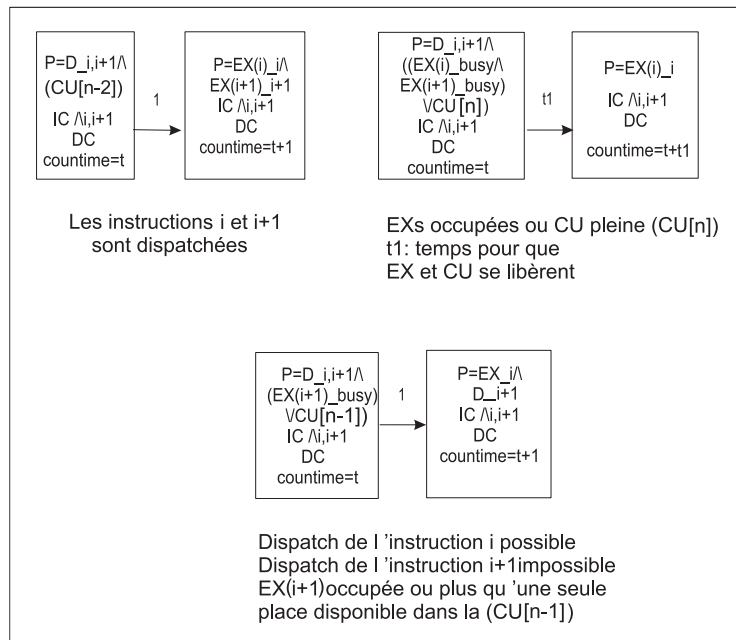 P=D_i,i+1/\
(CU[n-2])
IC /\i,i+1
DC
countime=t
1
P=EX(i)_i/\
EX(i+1)_i+1
IC /\i,i+1
DC
countime=t+1
Les instructions i et i+1
sont dispatchées
P=D_i,i+1/\
((EX(i)_busy/\
EX(i+1)_busy)
\/CU[n])
IC /\i,i+1
DC
countime=t
t1
P=EX(i)_i
IC /\i,i+1
DC
countime=t+t1
EXs occupées ou CU pleine (CU[n])
t1: temps pour que
EX et CU se libèrent
P=D_i,i+1/\
(EX(i+1)_busy)
\/CU[n-1])
IC /\i,i+1
DC
countime=t
1
P=EX_i/\
D_i+1
IC /\i,i+1
DC
countime=t+1
Dispatch de l 'instruction i possible
Dispatch de l 'instruction i+1impossible
EX(i+1)occupée ou plus qu 'une seule
place disponible dans la (CU[n-1])